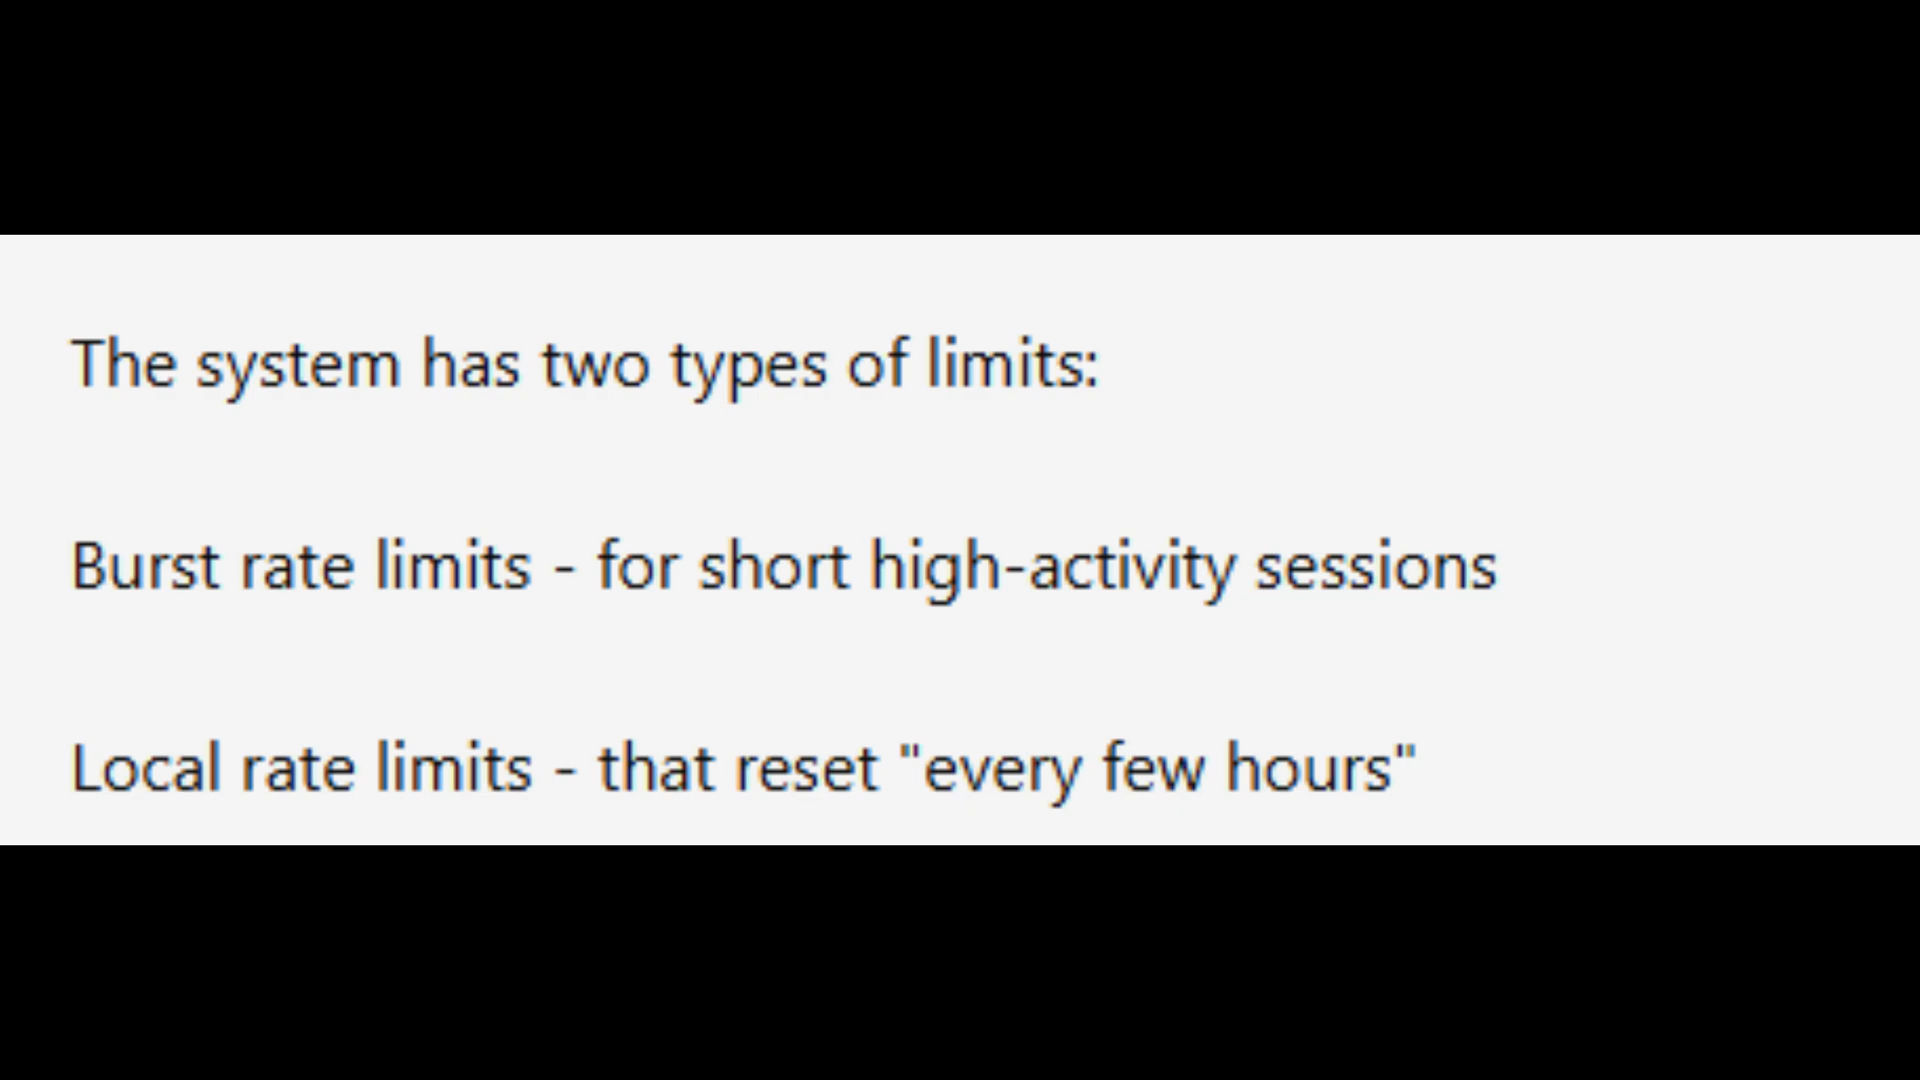 The system has two types of limits:
Burst rate limits - for short high-activity sessions
Local rate limits - that reset "every few hours"